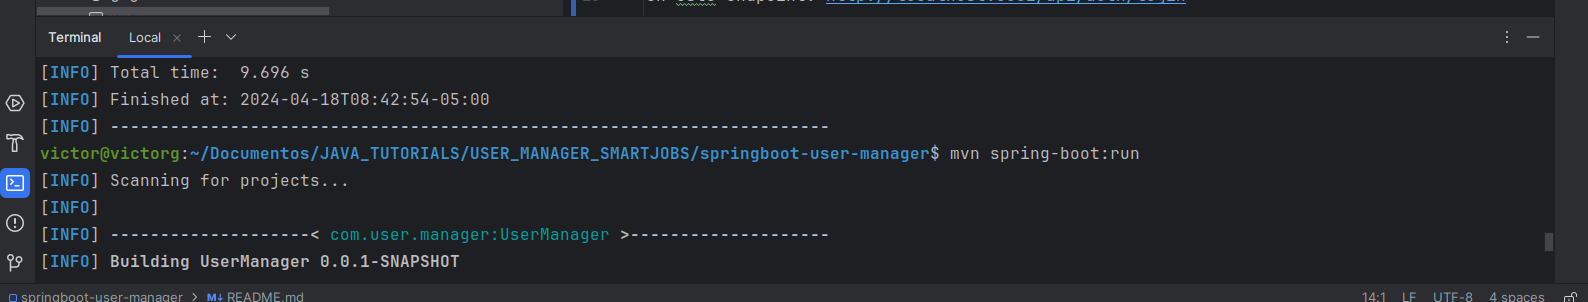 Terminal Local
[INFO] Total time:  9.696 s
[INFO] Finished at: 2024-04-18T08:42:54-05:00
[INFO] ------------------------------------------------------------------------
victor@victorg:~/Documentos/JAVA_TUTORIALS/USER_MANAGER_SMARTJOBS/springboot-user-manager$ mvn spring-boot:run
[INFO] Scanning for projects...
[INFO]
[INFO] --------------------< com.user.manager:UserManager >--------------------
[INFO] Building UserManager 0.0.1-SNAPSHOT
springboot-user-manager > M↓ README.md 14:1 LF UTF-8 4 spaces